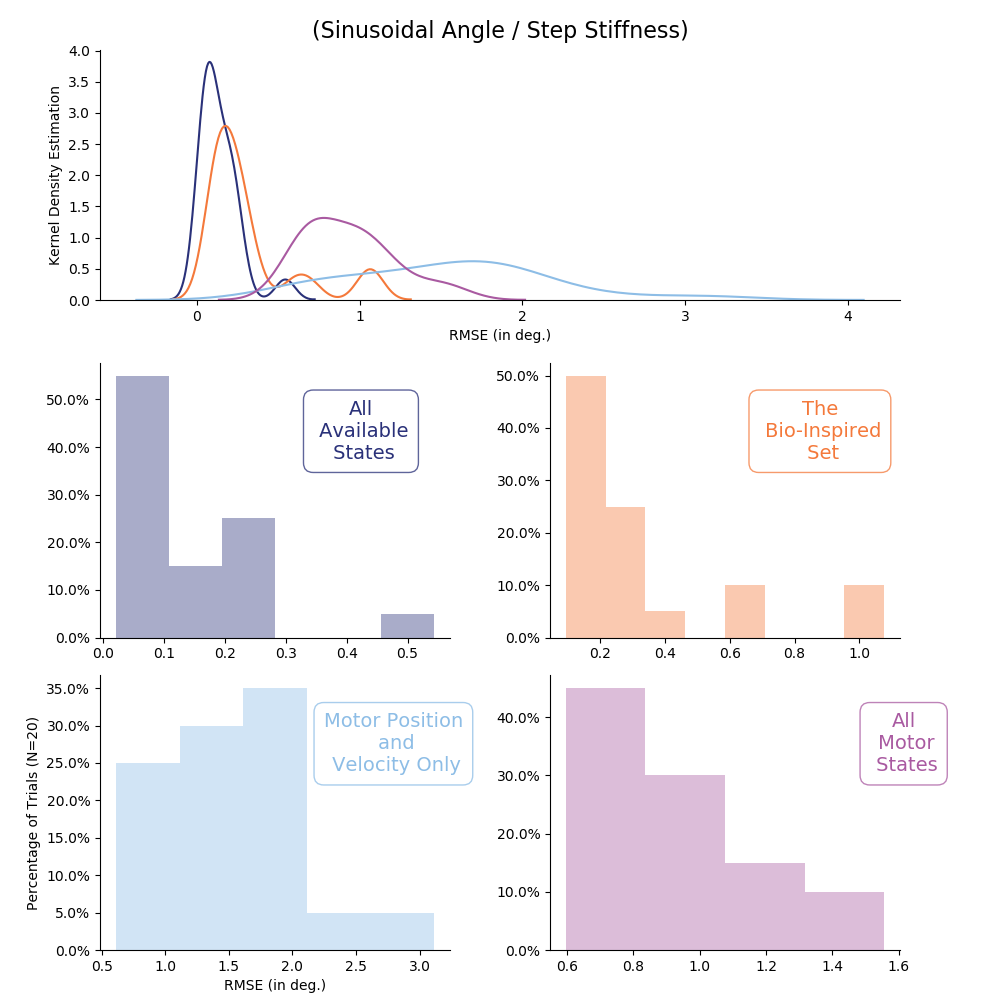 (Sinusoidal Angle / Step Stiffness)
Kernel Density Estimation
4.0
3.5
3.0
2.5
2.0
1.5
1.0
0.5
0.0
0 1 2 3 4
RMSE (in deg.)
All
Available
States
50.0%
40.0%
30.0%
20.0%
10.0%
0.0%
0.0 0.1 0.2 0.3 0.4 0.5
The
Bio-Inspired
Set
50.0%
40.0%
30.0%
20.0%
10.0%
0.0%
0.2 0.4 0.6 0.8 1.0
Motor Position
and
Velocity Only
Percentage of Trials (N=20)
35.0%
30.0%
25.0%
20.0%
15.0%
10.0%
5.0%
0.0%
0.5 1.0 1.5 2.0 2.5 3.0
RMSE (in deg.)
All
Motor
States
40.0%
30.0%
20.0%
10.0%
0.0%
0.6 0.8 1.0 1.2 1.4 1.6